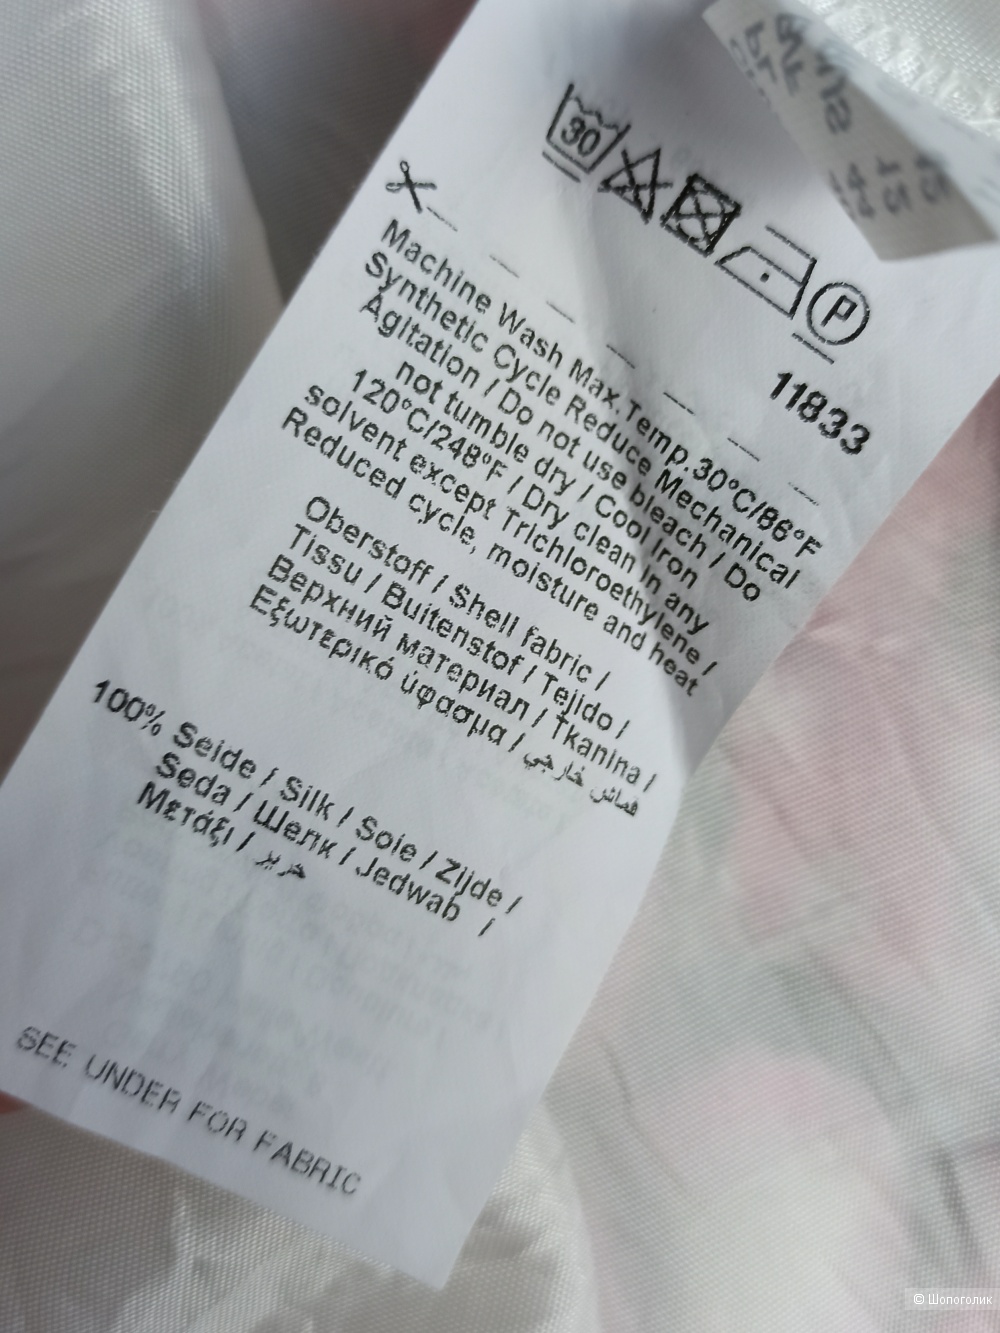 30
P
11833
Machine Wash Max.Temp.30°C/86°F
Synthetic Cycle Reduce Mechanical
Agitation / Do not use bleach / Do
not tumble dry / Cool Iron
120°C/248°F / Dry clean in any
solvent except Trichloroethylene /
Reduced cycle, moisture and heat
Oberstoff / Shell fabric /
Tissu / Buitenstof / Tejido /
Верхний материал / Tkanina /
Εξωτερικό ύφασμα / قماش خارجي
100% Seide / Silk / Soie / Zijde /
Seda / Шелк / Jedwab /
Μετάξι / حرير
SEE UNDER FOR FABRIC
© Шопоголик